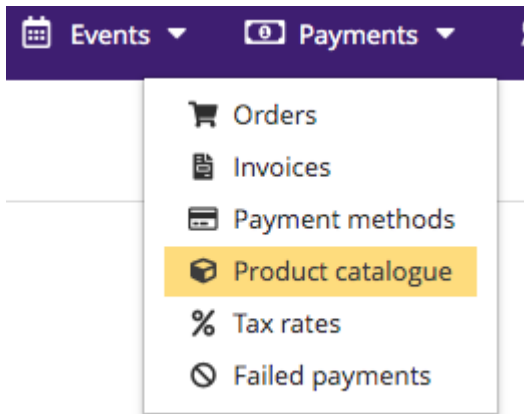 Events Payments
Orders
Invoices
Payment methods
Product catalogue
Tax rates
Failed payments